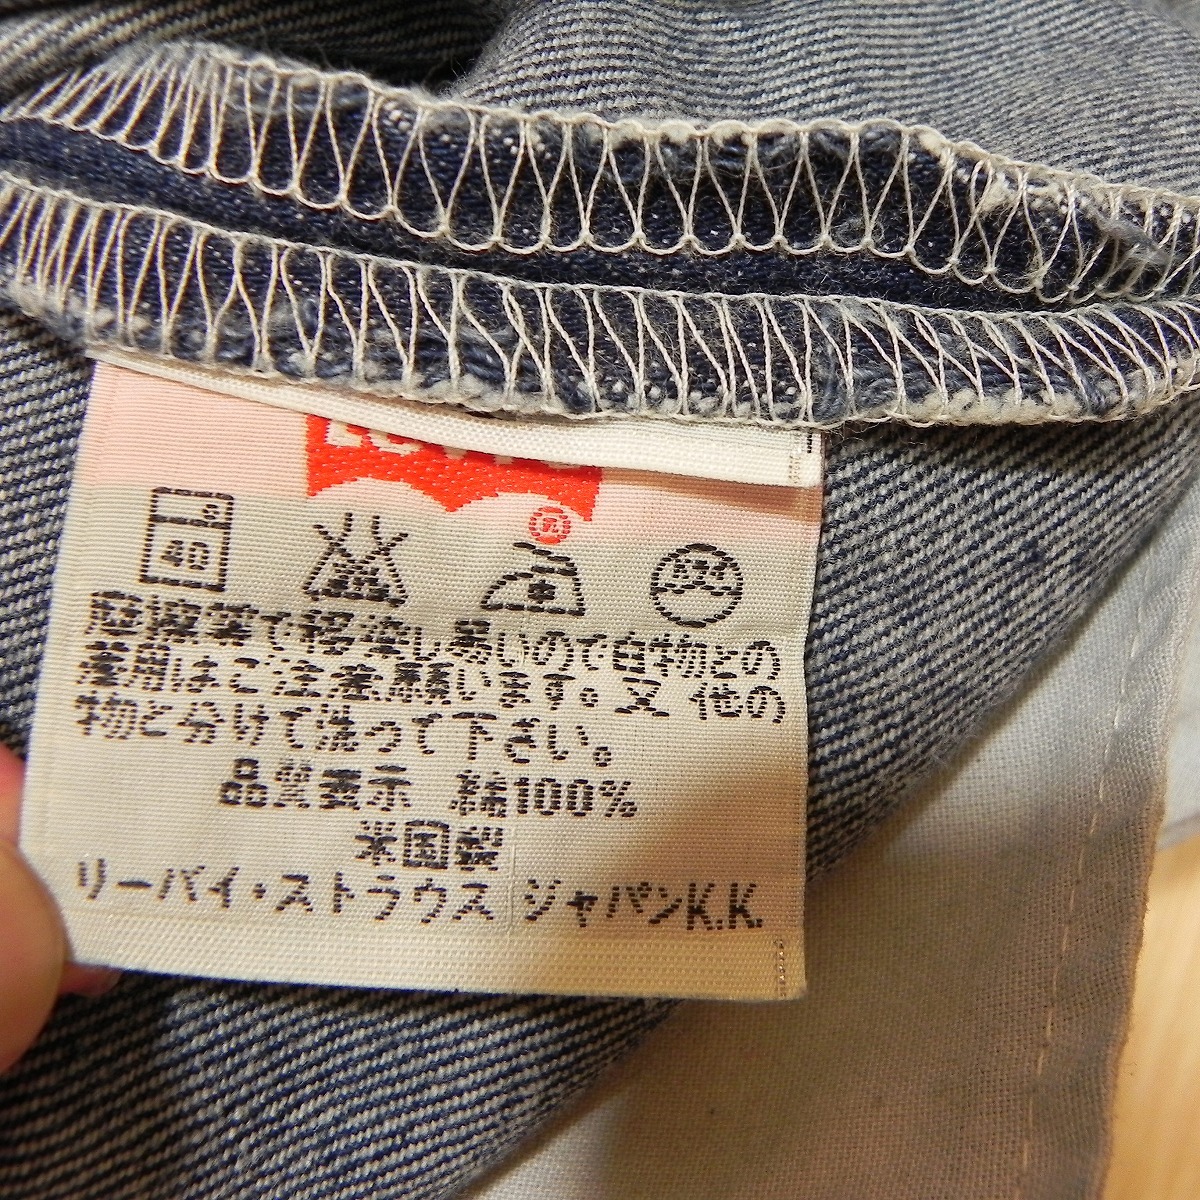 LEVI'S
®
40
摩擦等で移染し易いので白物との
着用はご注意願います。又 他の
物と分けて洗って下さい。
品質表示 綿100%
米国製
リーバイ・ストラウス ジャパンK.K.